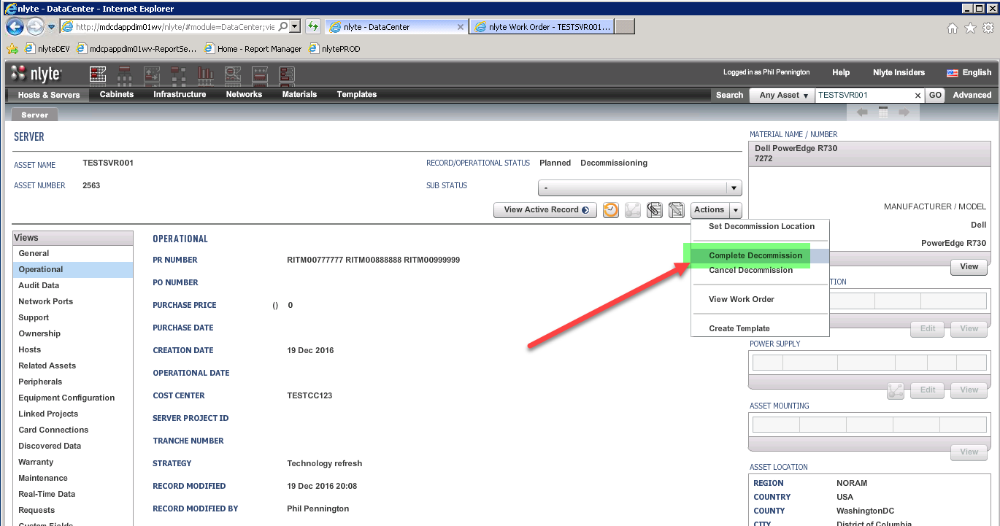 nlyte - DataCenter - Internet Explorer
http://mdcdappdim01wv/nlyte/#module=DataCenter;vie
nlyte - DataCenter
nlyte Work Order - TESTSVR001...
nlyteDEV
mdcpappdim01wv-ReportSe...
Home - Report Manager
nlytePROD
nlyte
Logged in as Phil Pennington
Help
Nlyte Insiders
English
Hosts & Servers
Cabinets
Infrastructure
Networks
Materials
Templates
Search
Any Asset
TESTSVR001
GO
Advanced
Server
SERVER
ASSET NAME TESTSVR001
RECORD/OPERATIONAL STATUS Planned Decommissioning
ASSET NUMBER 2563
SUB STATUS -
View Active Record
Actions
Set Decommission Location
Complete Decommission
Cancel Decommission
View Work Order
Create Template
Views
General
Operational
Audit Data
Network Ports
Support
Ownership
Hosts
Related Assets
Peripherals
Equipment Configuration
Linked Projects
Card Connections
Discovered Data
Warranty
Maintenance
Real-Time Data
Requests
Custom Fields
OPERATIONAL
PR NUMBER RITM00777777 RITM00888888 RITM00999999
PO NUMBER
PURCHASE PRICE () 0
PURCHASE DATE
CREATION DATE 19 Dec 2016
OPERATIONAL DATE
COST CENTER TESTCC123
SERVER PROJECT ID
TRANCHE NUMBER
STRATEGY Technology refresh
RECORD MODIFIED 19 Dec 2016 20:08
RECORD MODIFIED BY Phil Pennington
MATERIAL NAME / NUMBER
Dell PowerEdge R730
7272
MANUFACTURER / MODEL
Dell
PowerEdge R730
View
TION
Edit
View
POWER SUPPLY
Edit
View
ASSET MOUNTING
View
ASSET LOCATION
REGION NORAM
COUNTRY USA
COUNTY WashingtonDC
CITY District of Columbia